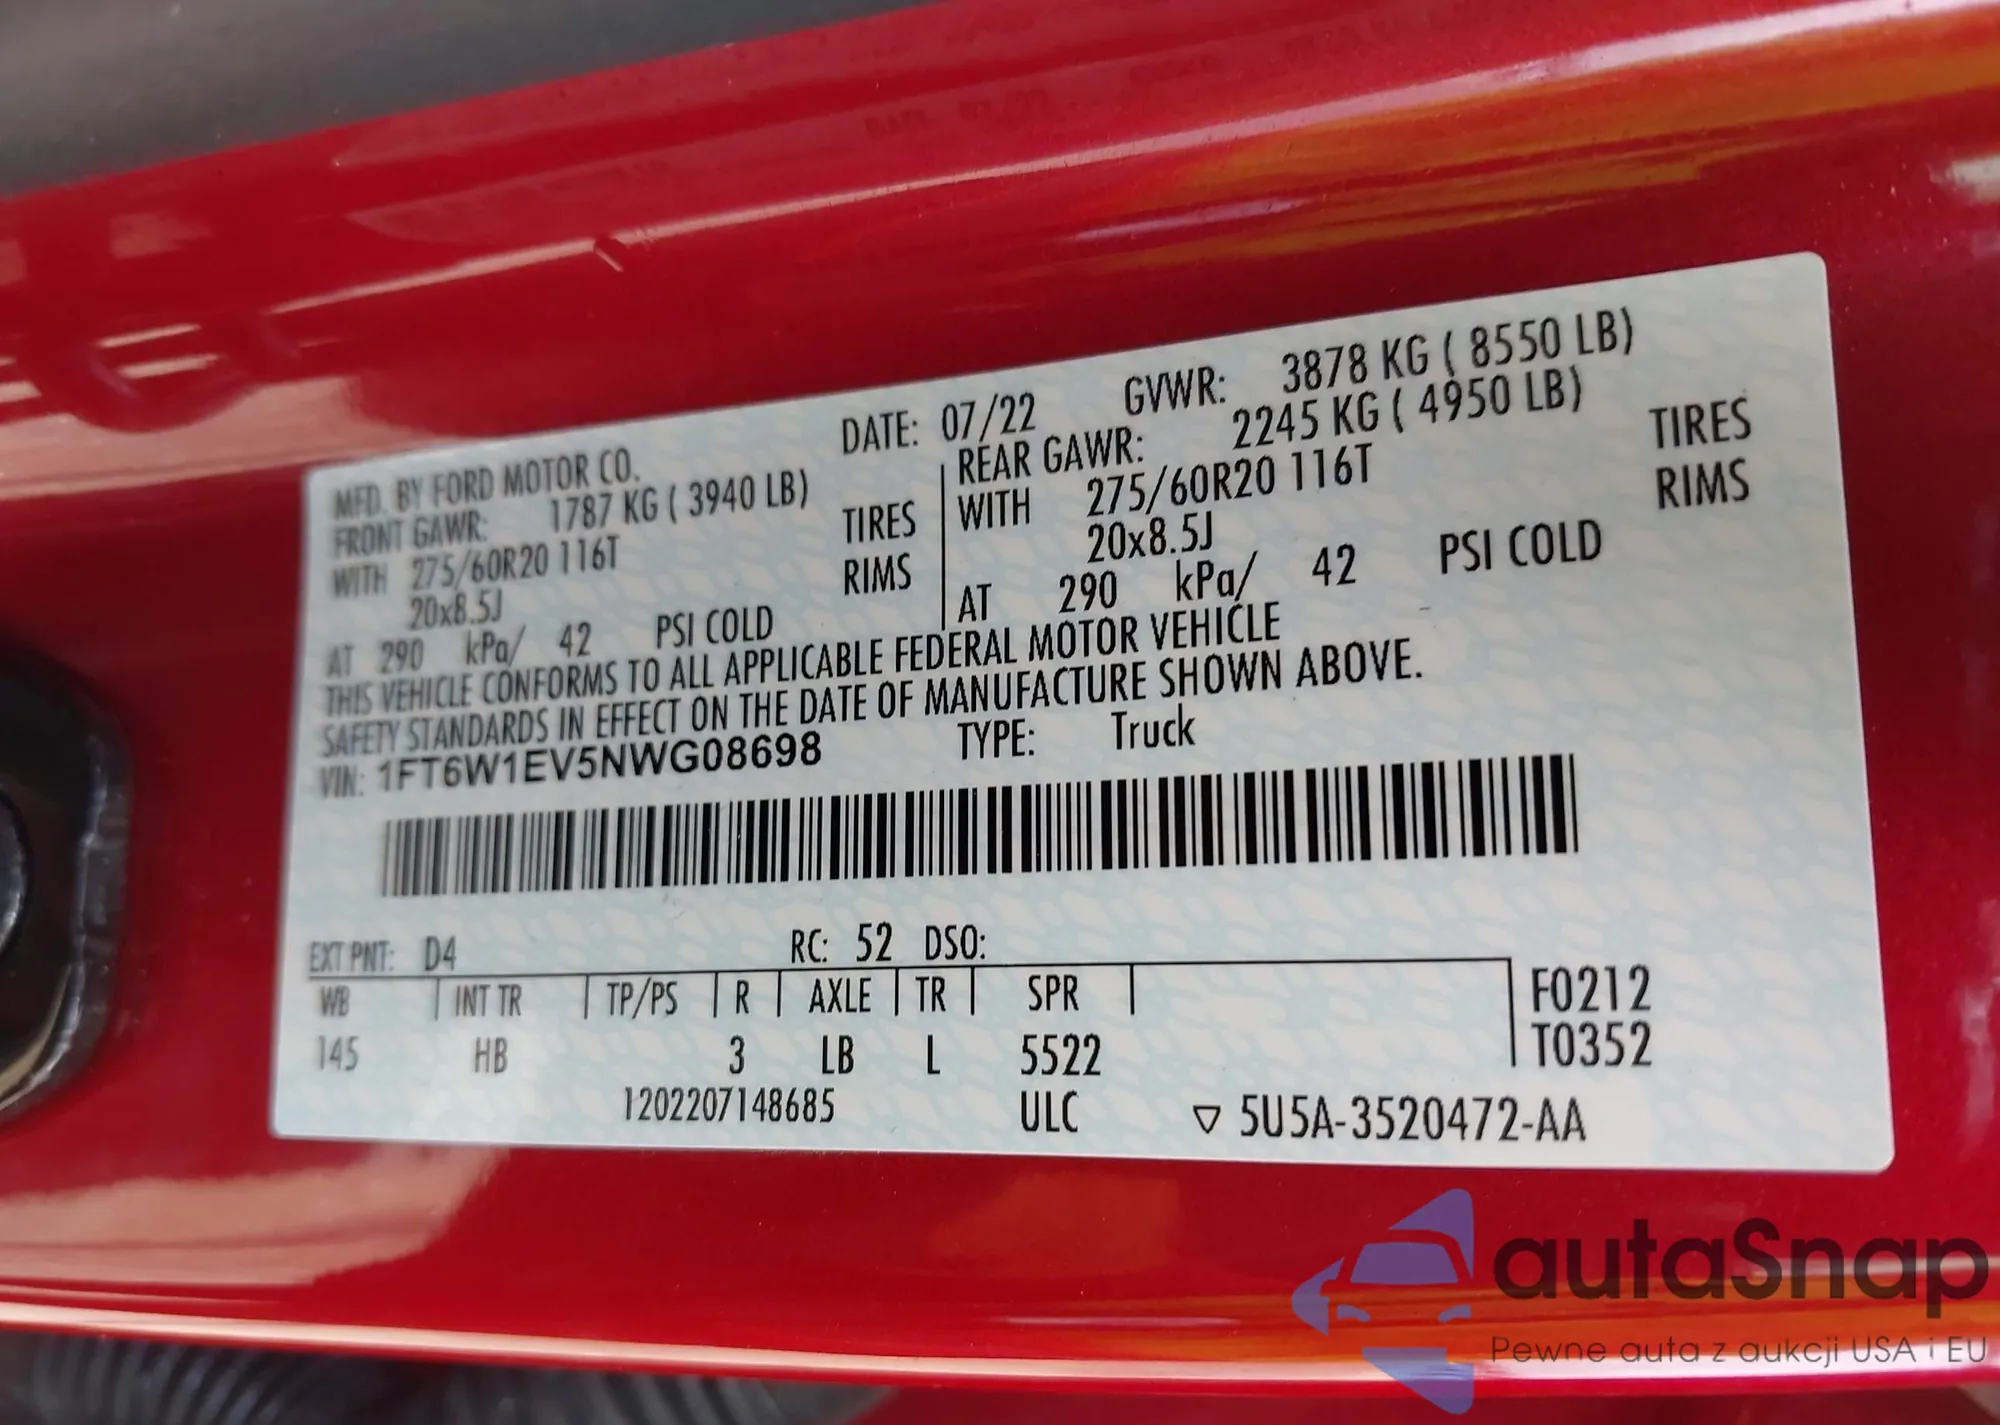 MFD. BY FORD MOTOR CO. DATE: 07/22 GVWR: 3878 KG ( 8550 LB)
FRONT GAWR: 1787 KG ( 3940 LB) REAR GAWR: 2245 KG ( 4950 LB)
WITH 275/60R20 116T TIRES WITH 275/60R20 116T TIRES
20x8.5J RIMS 20x8.5J RIMS
AT 290 kPa/ 42 PSI COLD AT 290 kPa/ 42 PSI COLD
THIS VEHICLE CONFORMS TO ALL APPLICABLE FEDERAL MOTOR VEHICLE
SAFETY STANDARDS IN EFFECT ON THE DATE OF MANUFACTURE SHOWN ABOVE.
VIN: 1FT6W1EV5NWG08698 TYPE: Truck
EXT PNT: D4 RC: 52 DSO:
WB INT TR TP/PS R AXLE TR SPR F0212
145 HB 3 LB L 5522 T0352
1202207148685 ULC ▽ 5U5A-3520472-AA
autaSnap
Pewne auta z aukcji USA i EU